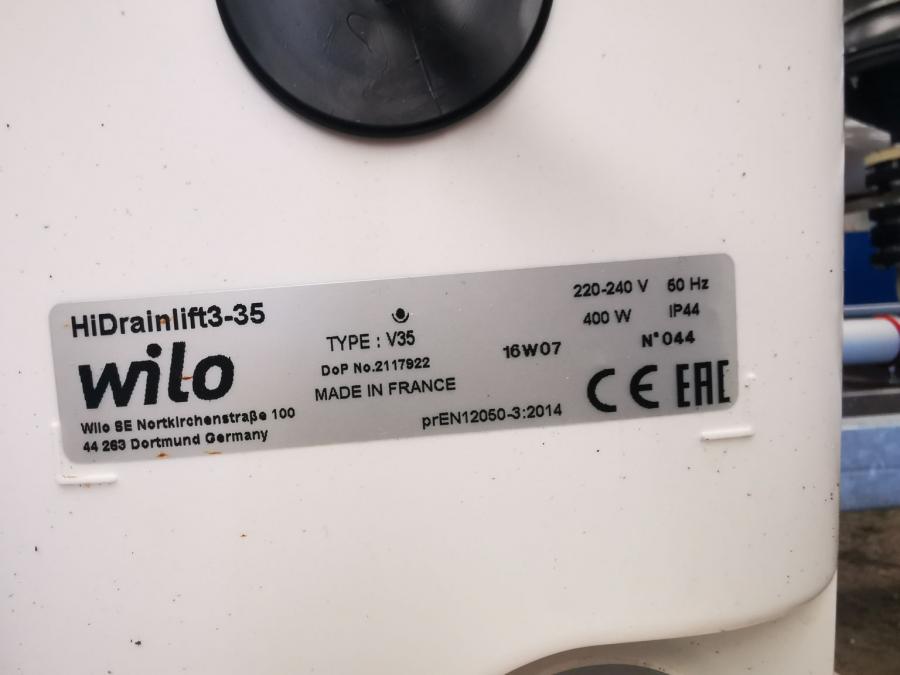 HiDrainlift3-35
wilo
Wilo SE Nortkirchenstraße 100
44 263 Dortmund Germany
TYPE : V35
DoP No.2117922
MADE IN FRANCE
16W07
prEN12050-3:2014
220-240 V 50 Hz
400 W IP44
N° 044
CE EAC